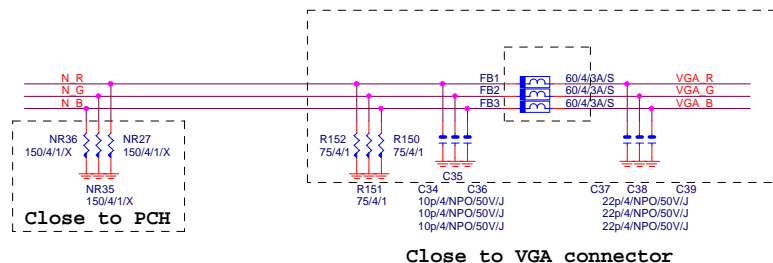 N_R FB1 60/4/3A/S VGA_R
N_G FB2 60/4/3A/S VGA_G
N_B FB3 60/4/3A/S VGA_B
NR36 NR27 R152 R150
150/4/1/X 150/4/1/X 75/4/1 75/4/1
C35
NR35 R151 C34 C36 C37 C38 C39
150/4/1/X 75/4/1 10p/4/NPO/50V/J 22p/4/NPO/50V/J
10p/4/NPO/50V/J 22p/4/NPO/50V/J
10p/4/NPO/50V/J 22p/4/NPO/50V/J
Close to PCH
Close to VGA connector